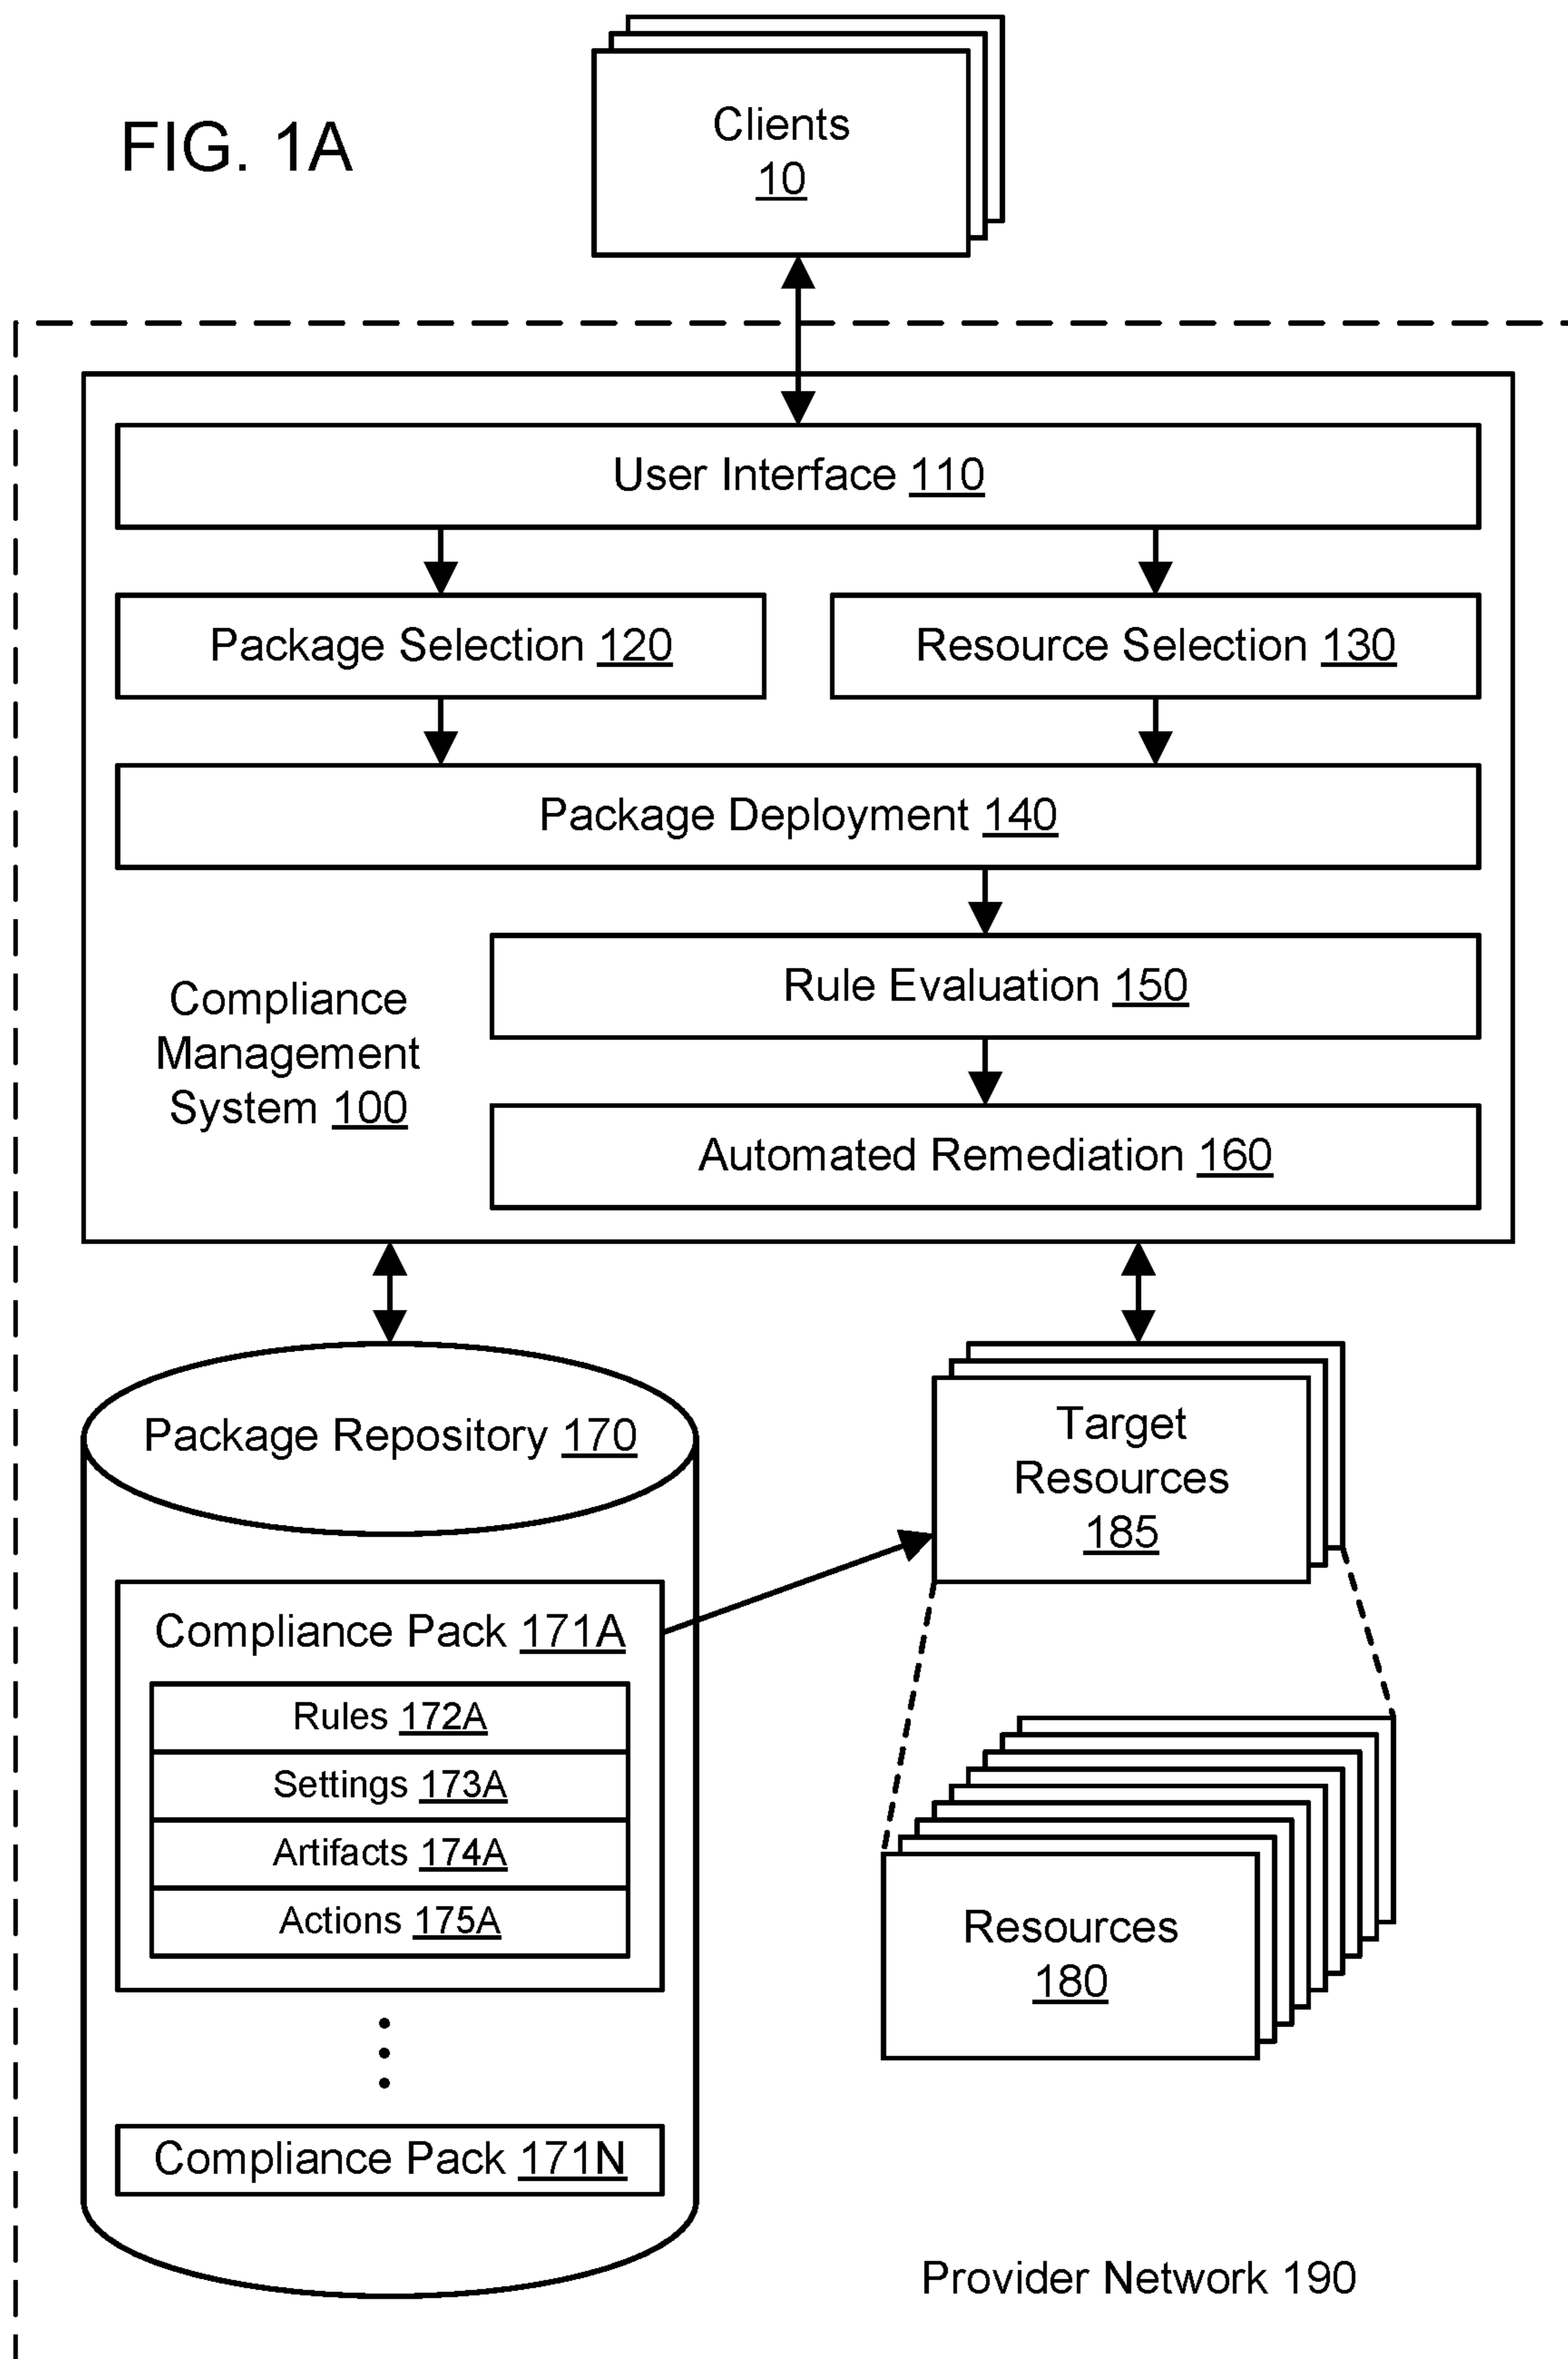 FIG. 1A
Clients
10
User Interface 110
Package Selection 120
Resource Selection 130
Package Deployment 140
Rule Evaluation 150
Compliance
Management
System 100
Automated Remediation 160
Package Repository 170
Target
Resources
185
Compliance Pack 171A
Rules 172A
Settings 173A
Artifacts 174A
Actions 175A
Resources
180
Compliance Pack 171N
Provider Network 190